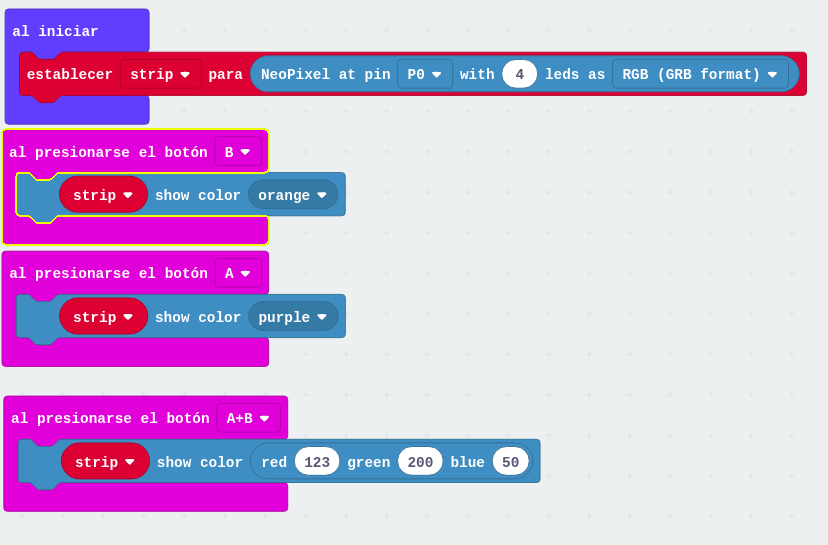 al iniciar
establecer strip para NeoPixel at pin P0 with 4 leds as RGB (GRB format)
al presionarse el botón B
strip show color orange
al presionarse el botón A
strip show color purple
al presionarse el botón A+B
strip show color red 123 green 200 blue 50